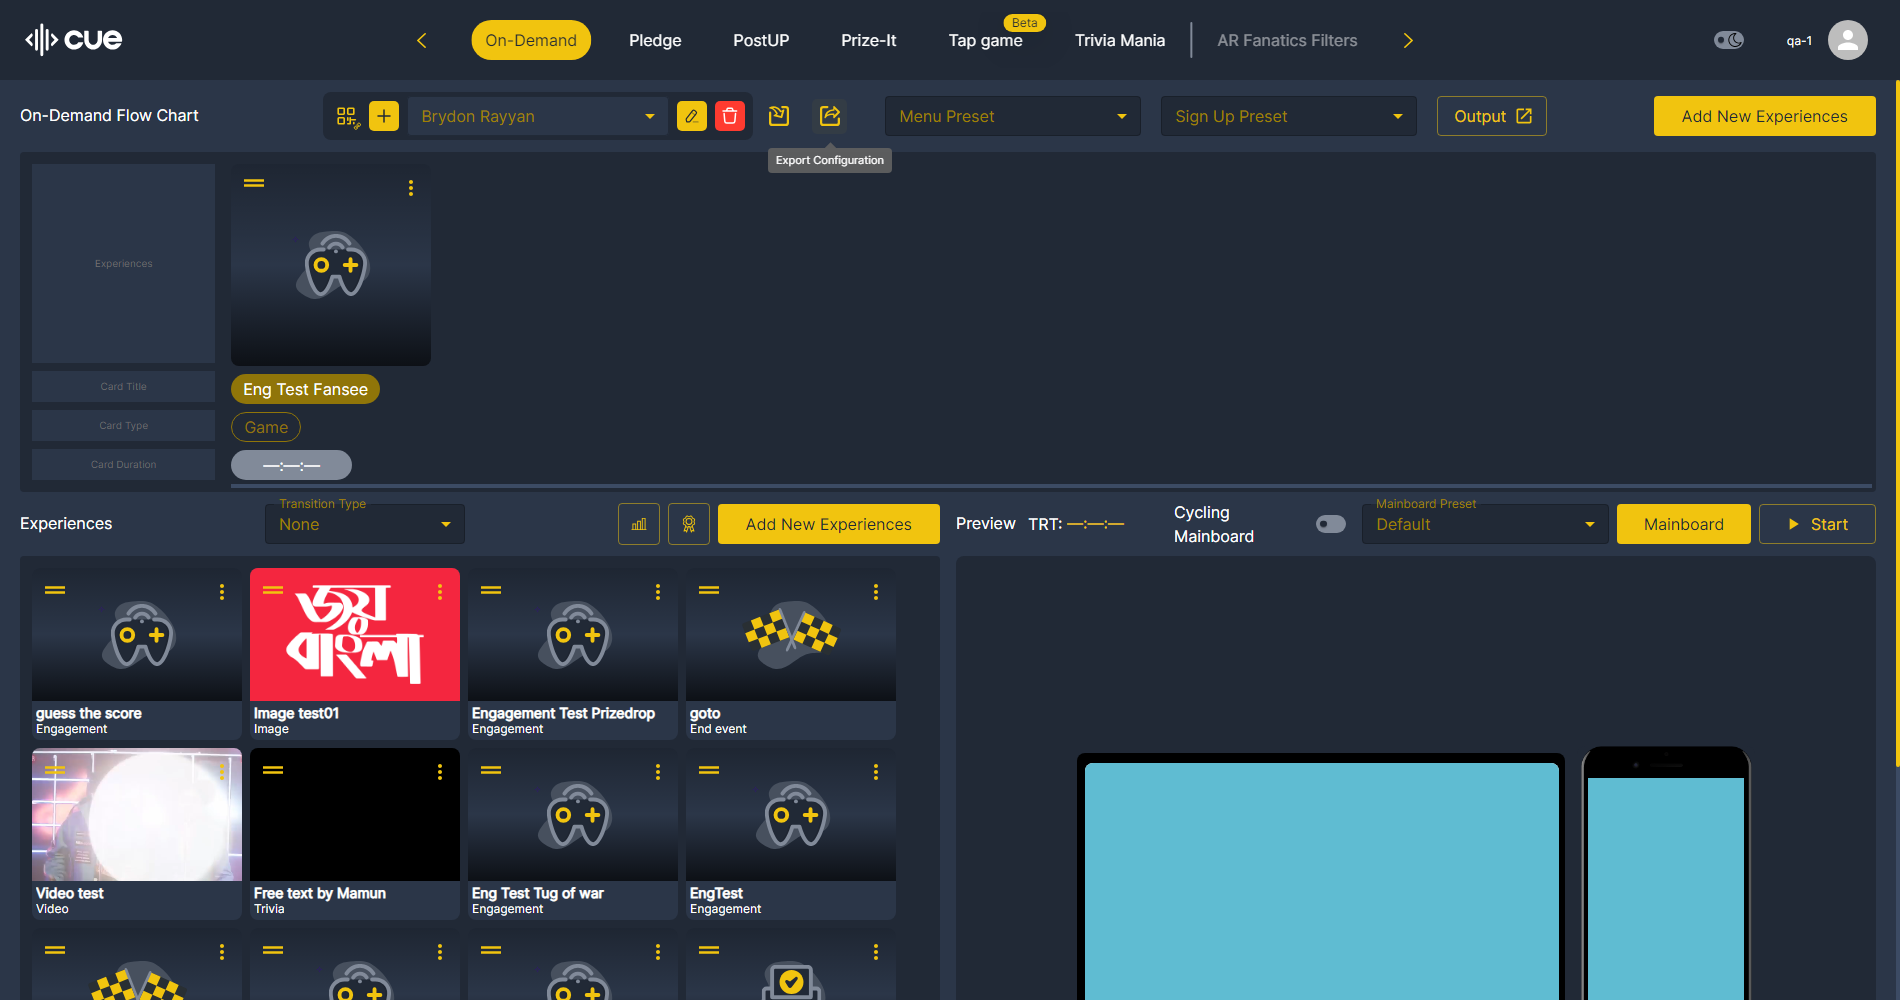 cue
On-Demand
Pledge
PostUP
Prize-It
Tap game
Beta
Trivia Mania
AR Fanatics Filters
qa-1
On-Demand Flow Chart
Brydon Rayyan
Menu Preset
Sign Up Preset
Output
Add New Experiences
Export Configuration
Experiences
Eng Test Fansee
Card Title
Game
Card Type
Card Duration
—:—:—
Experiences
Transition Type
None
Add New Experiences
Preview
TRT: —:—:—
Cycling
Mainboard
Mainboard Preset
Default
Mainboard
Start
জয়
বাংলা
guess the score
Engagement
Image test01
Image
Engagement Test Prizedrop
Engagement
goto
End event
Video test
Video
Free text by Mamun
Trivia
Eng Test Tug of war
Engagement
EngTest
Engagement